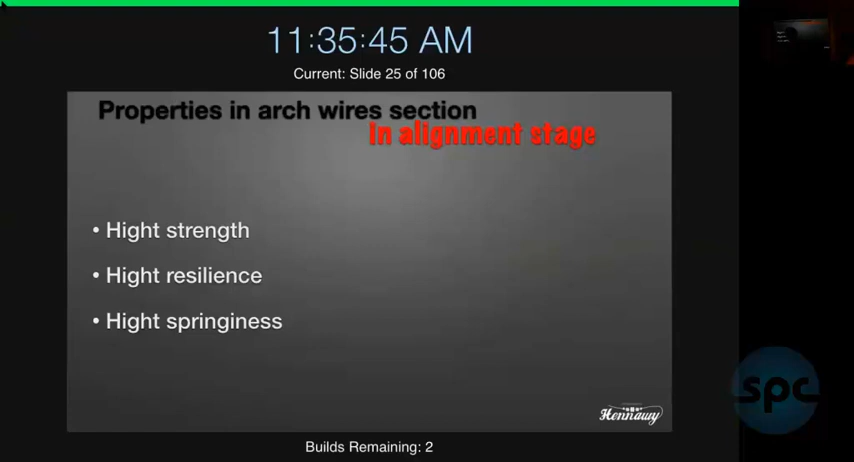 11:35:45 AM
Current: Slide 25 of 106
Properties in arch wires section
In alignment stage
• Hight strength
• Hight resilience
• Hight springiness
Hennawy
spc
Builds Remaining: 2